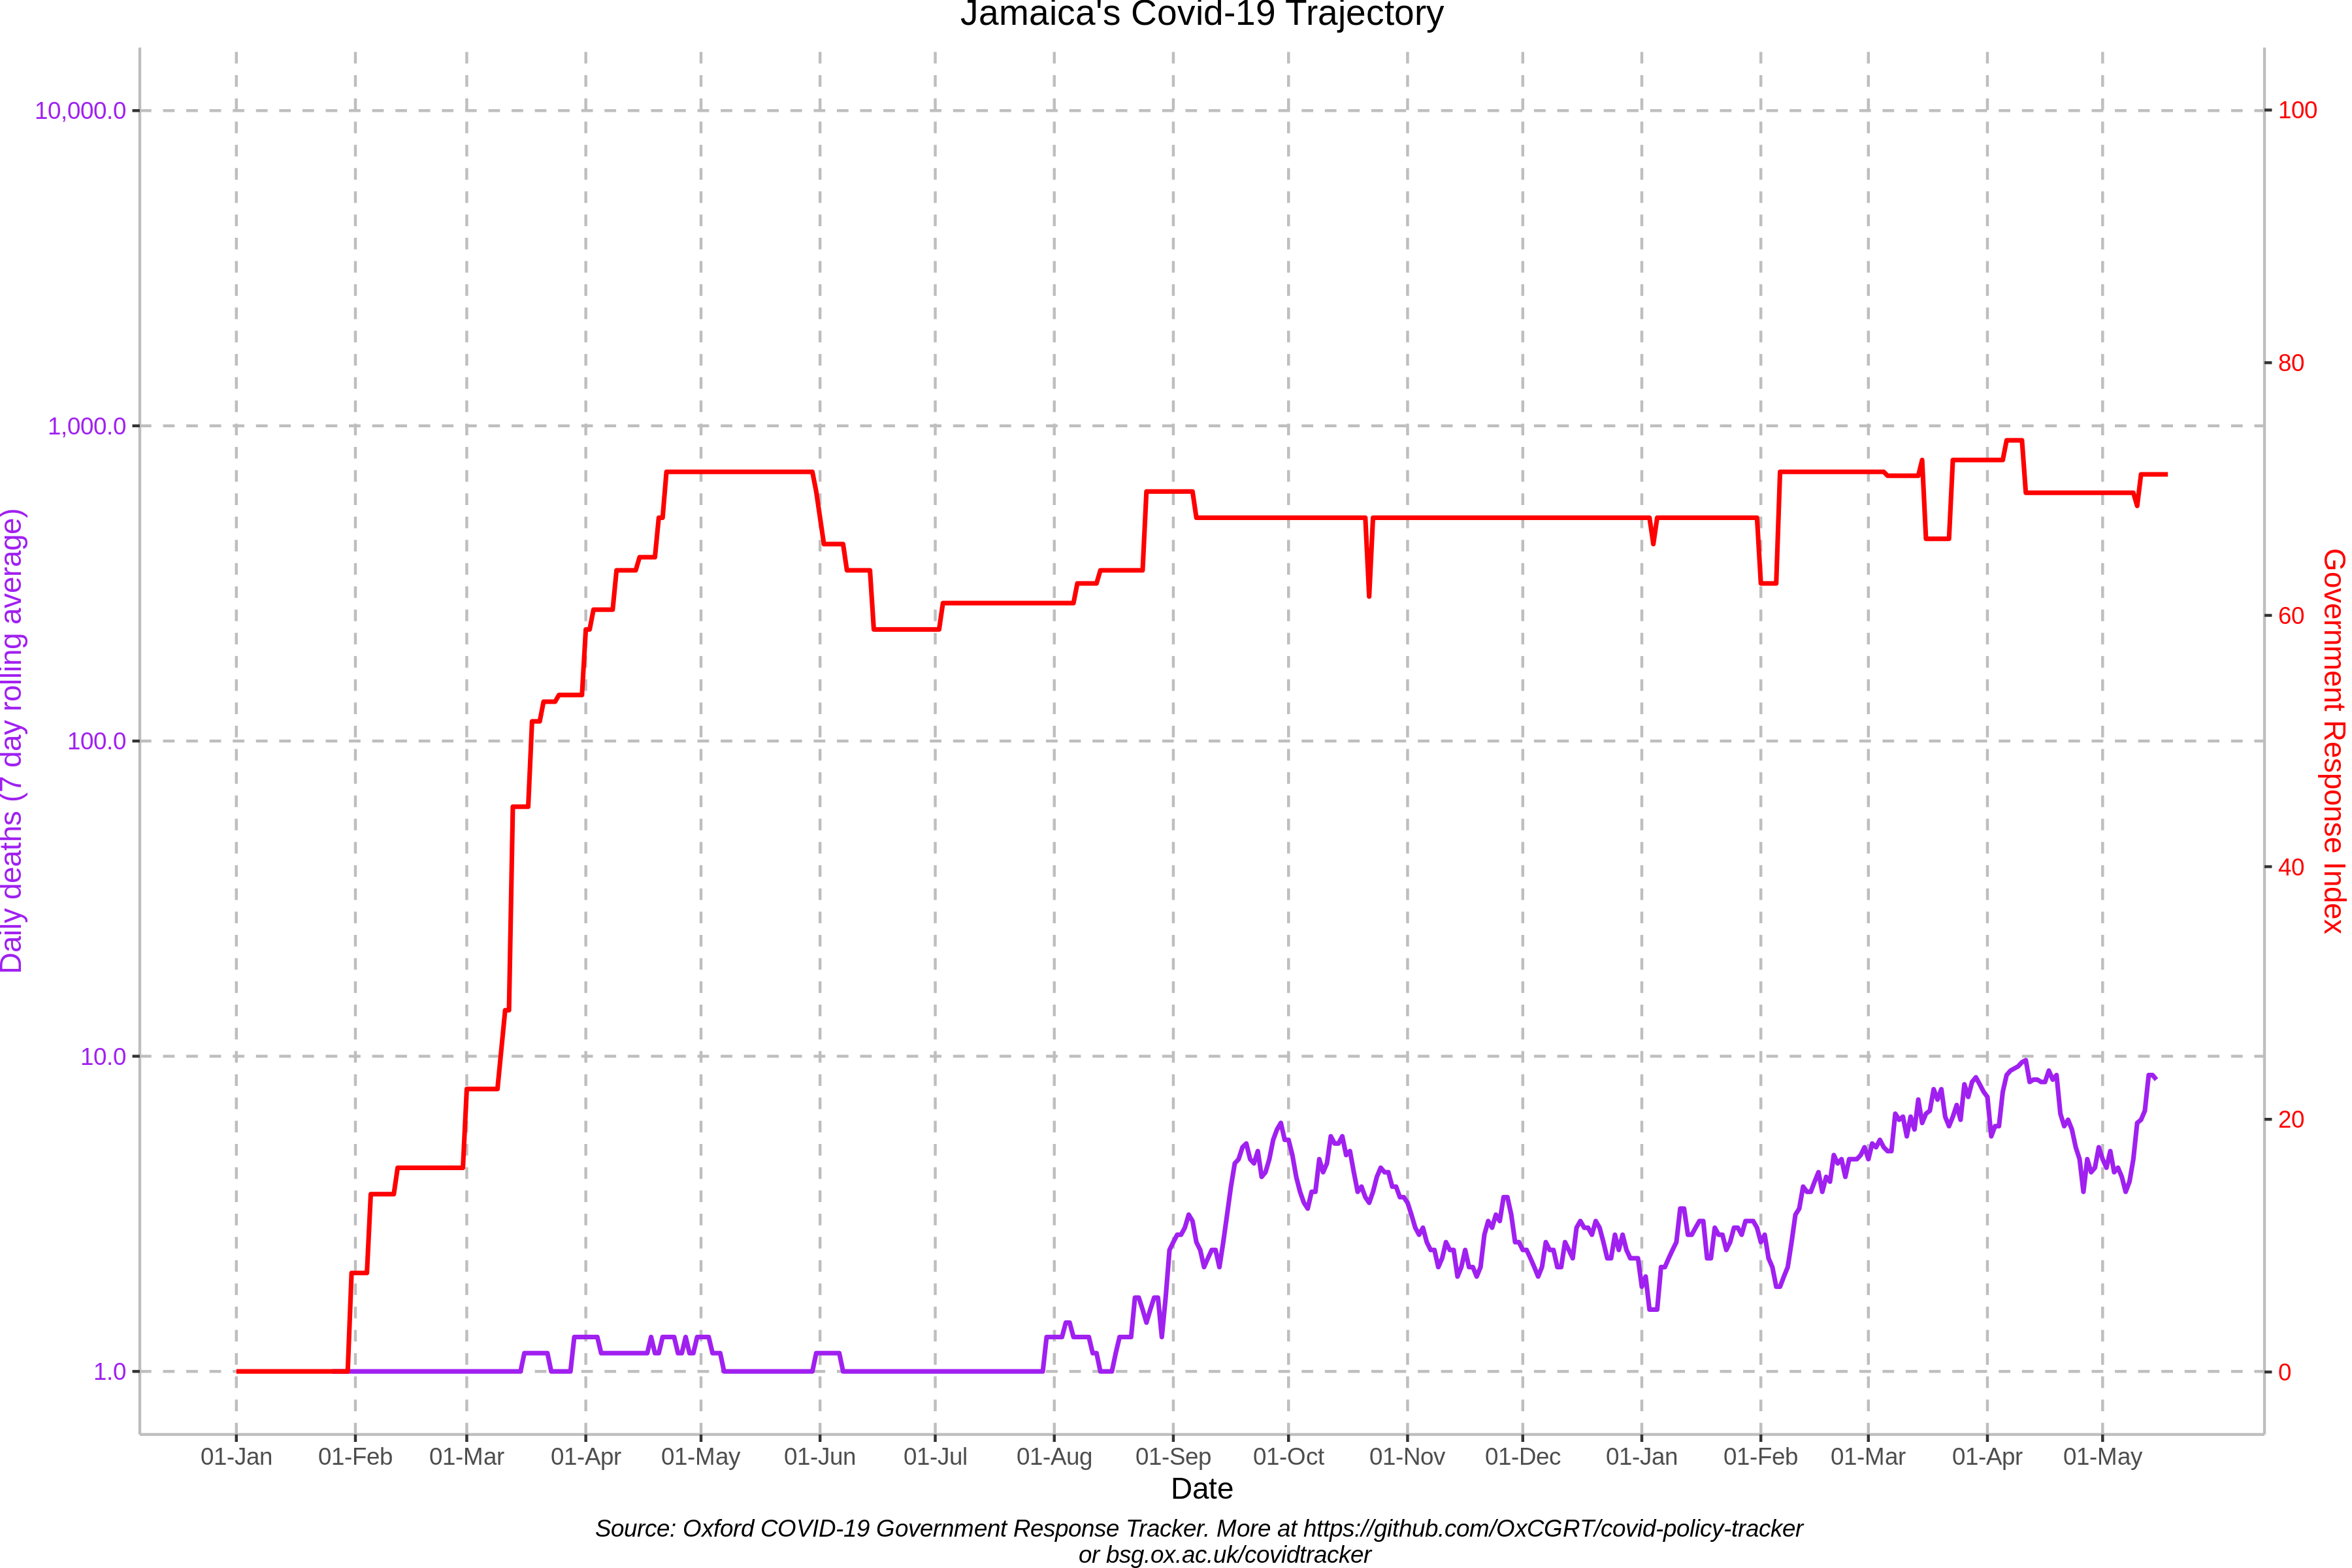 Jamaica's Covid-19 Trajectory
10,000.0
1,000.0
100.0
10.0
1.0
Daily deaths (7 day rolling average)
100
80
60
40
20
0
Government Response Index
01-Jan 01-Feb 01-Mar 01-Apr 01-May 01-Jun 01-Jul 01-Aug 01-Sep 01-Oct 01-Nov 01-Dec 01-Jan 01-Feb 01-Mar 01-Apr 01-May
Date
Source: Oxford COVID-19 Government Response Tracker. More at https://github.com/OxCGRT/covid-policy-tracker
or bsg.ox.ac.uk/covidtracker